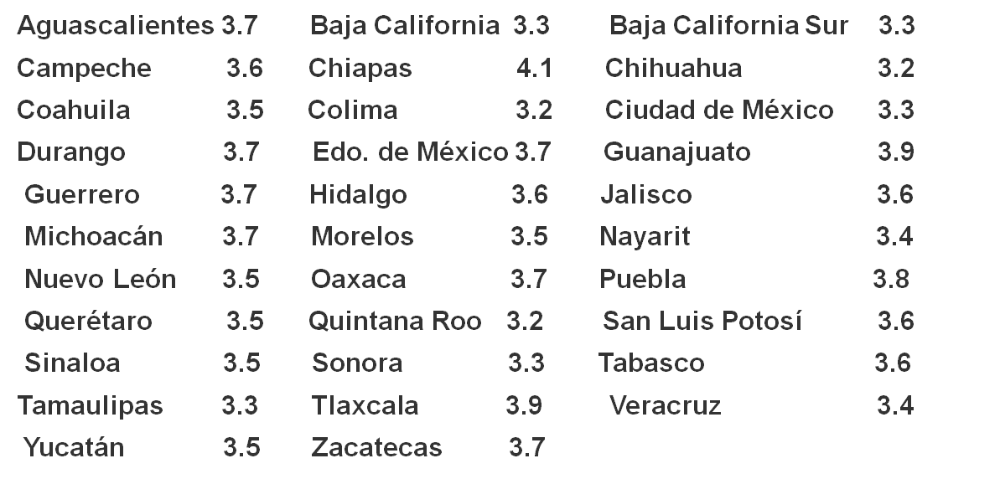 Aguascalientes 3.7 Baja California 3.3 Baja California Sur 3.3
Campeche 3.6 Chiapas 4.1 Chihuahua 3.2
Coahuila 3.5 Colima 3.2 Ciudad de México 3.3
Durango 3.7 Edo. de México 3.7 Guanajuato 3.9
Guerrero 3.7 Hidalgo 3.6 Jalisco 3.6
Michoacán 3.7 Morelos 3.5 Nayarit 3.4
Nuevo León 3.5 Oaxaca 3.7 Puebla 3.8
Querétaro 3.5 Quintana Roo 3.2 San Luis Potosí 3.6
Sinaloa 3.5 Sonora 3.3 Tabasco 3.6
Tamaulipas 3.3 Tlaxcala 3.9 Veracruz 3.4
Yucatán 3.5 Zacatecas 3.7